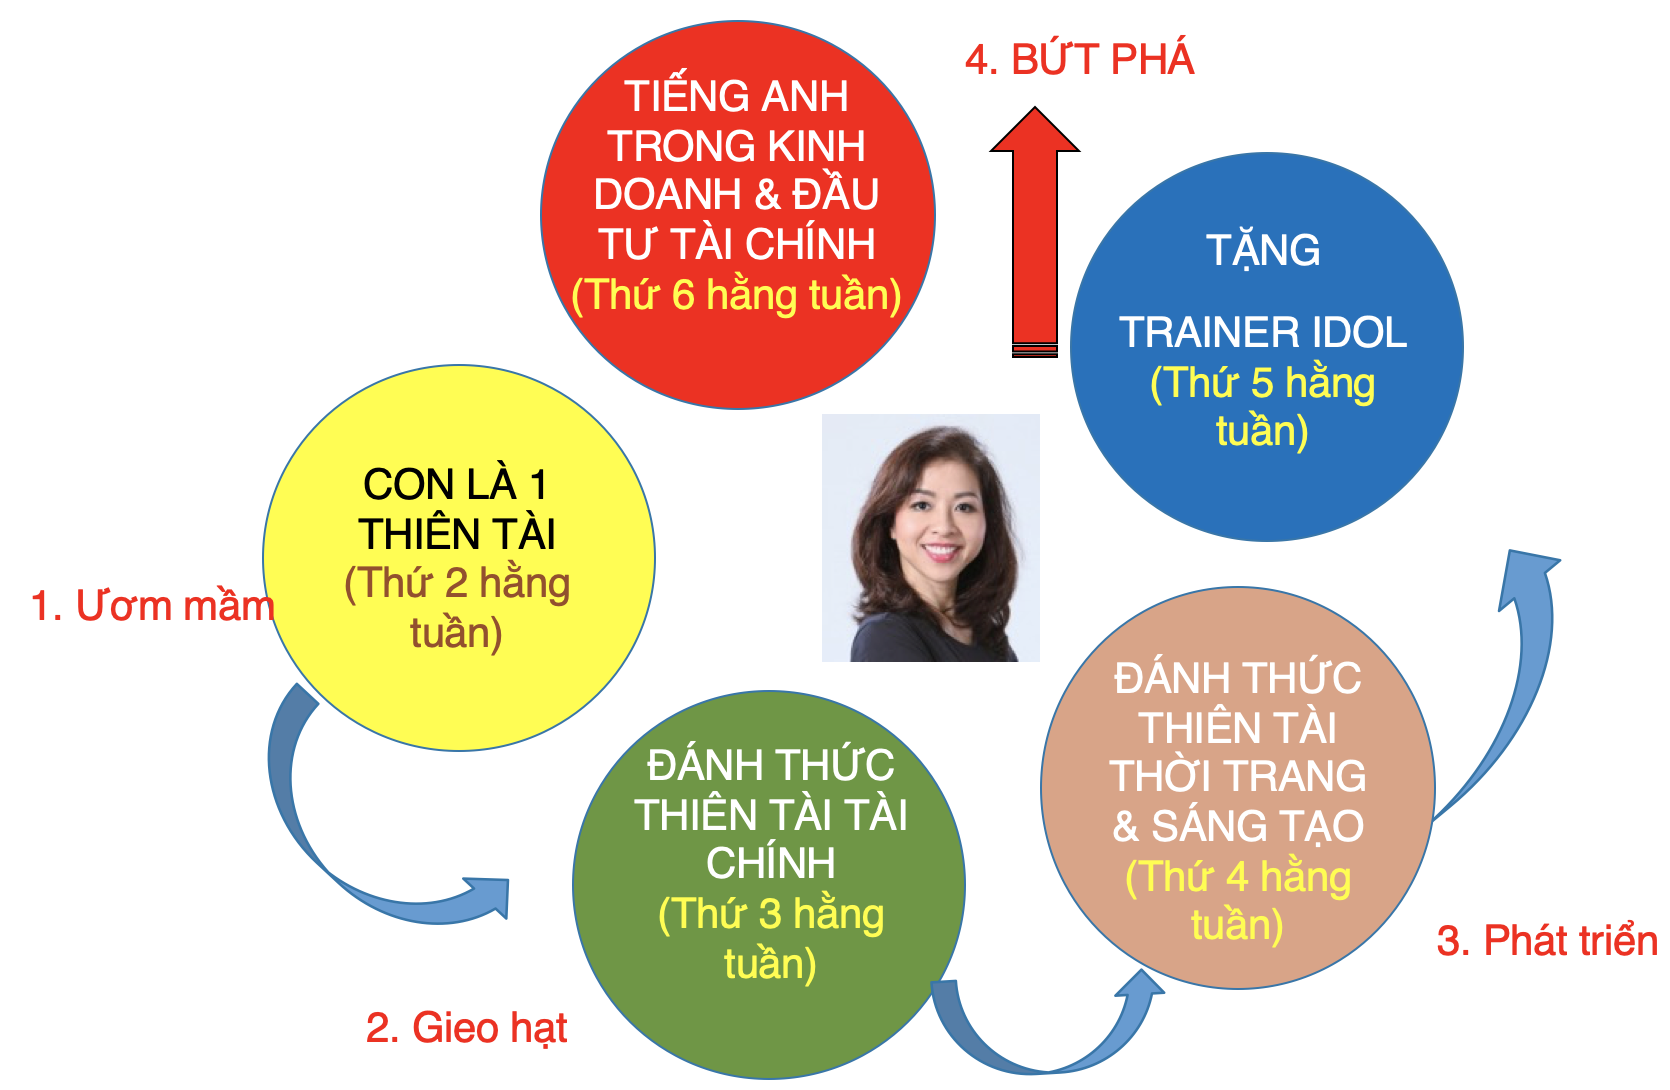 4. BỨT PHÁ
TIẾNG ANH
TRONG KINH
DOANH & ĐẦU
TƯ TÀI CHÍNH
(Thứ 6 hằng tuần)
TẶNG
TRAINER IDOL
(Thứ 5 hằng
tuần)
CON LÀ 1
THIÊN TÀI
(Thứ 2 hằng
tuần)
1. Ươm mầm
ĐÁNH THỨC
THIÊN TÀI TÀI
CHÍNH
(Thứ 3 hằng
tuần)
2. Gieo hạt
ĐÁNH THỨC
THIÊN TÀI
THỜI TRANG
& SÁNG TẠO
(Thứ 4 hằng
tuần)
3. Phát triển